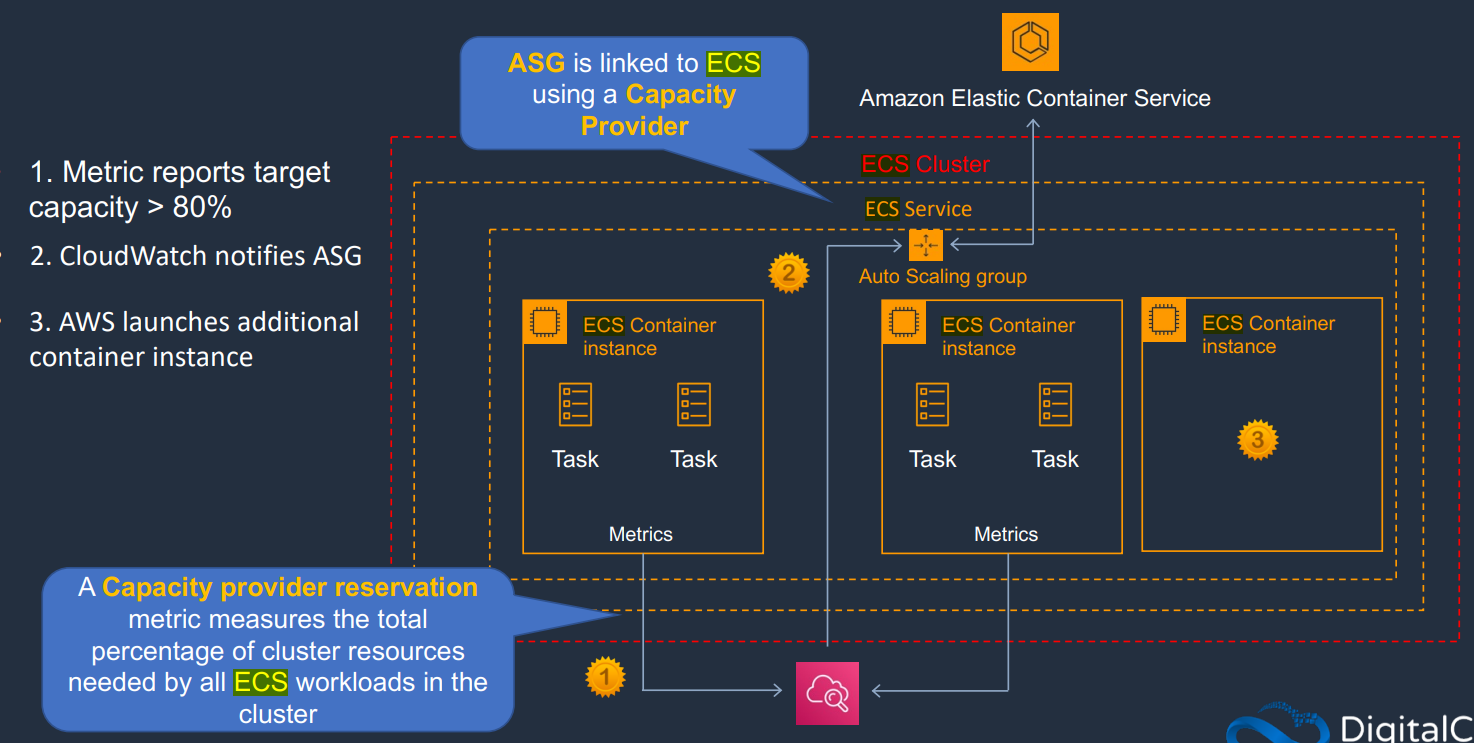 ASG is linked to ECS
using a Capacity
Provider
Amazon Elastic Container Service
1. Metric reports target
capacity > 80%
2. CloudWatch notifies ASG
3. AWS launches additional
container instance
ECS Cluster
ECS Service
2
Auto Scaling group
ECS Container
instance
Task
Task
Metrics
ECS Container
instance
Task
Task
Metrics
ECS Container
instance
3
A Capacity provider reservation
metric measures the total
percentage of cluster resources
needed by all ECS workloads in the
cluster
1
DigitalC